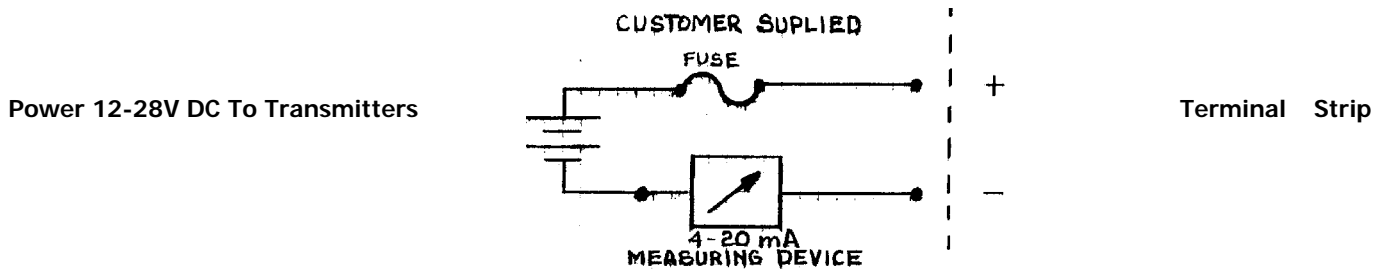 CUSTOMER SUPLIED
FUSE
+
Power 12-28V DC To Transmitters
Terminal Strip
−
4-20 mA
MEASURING DEVICE